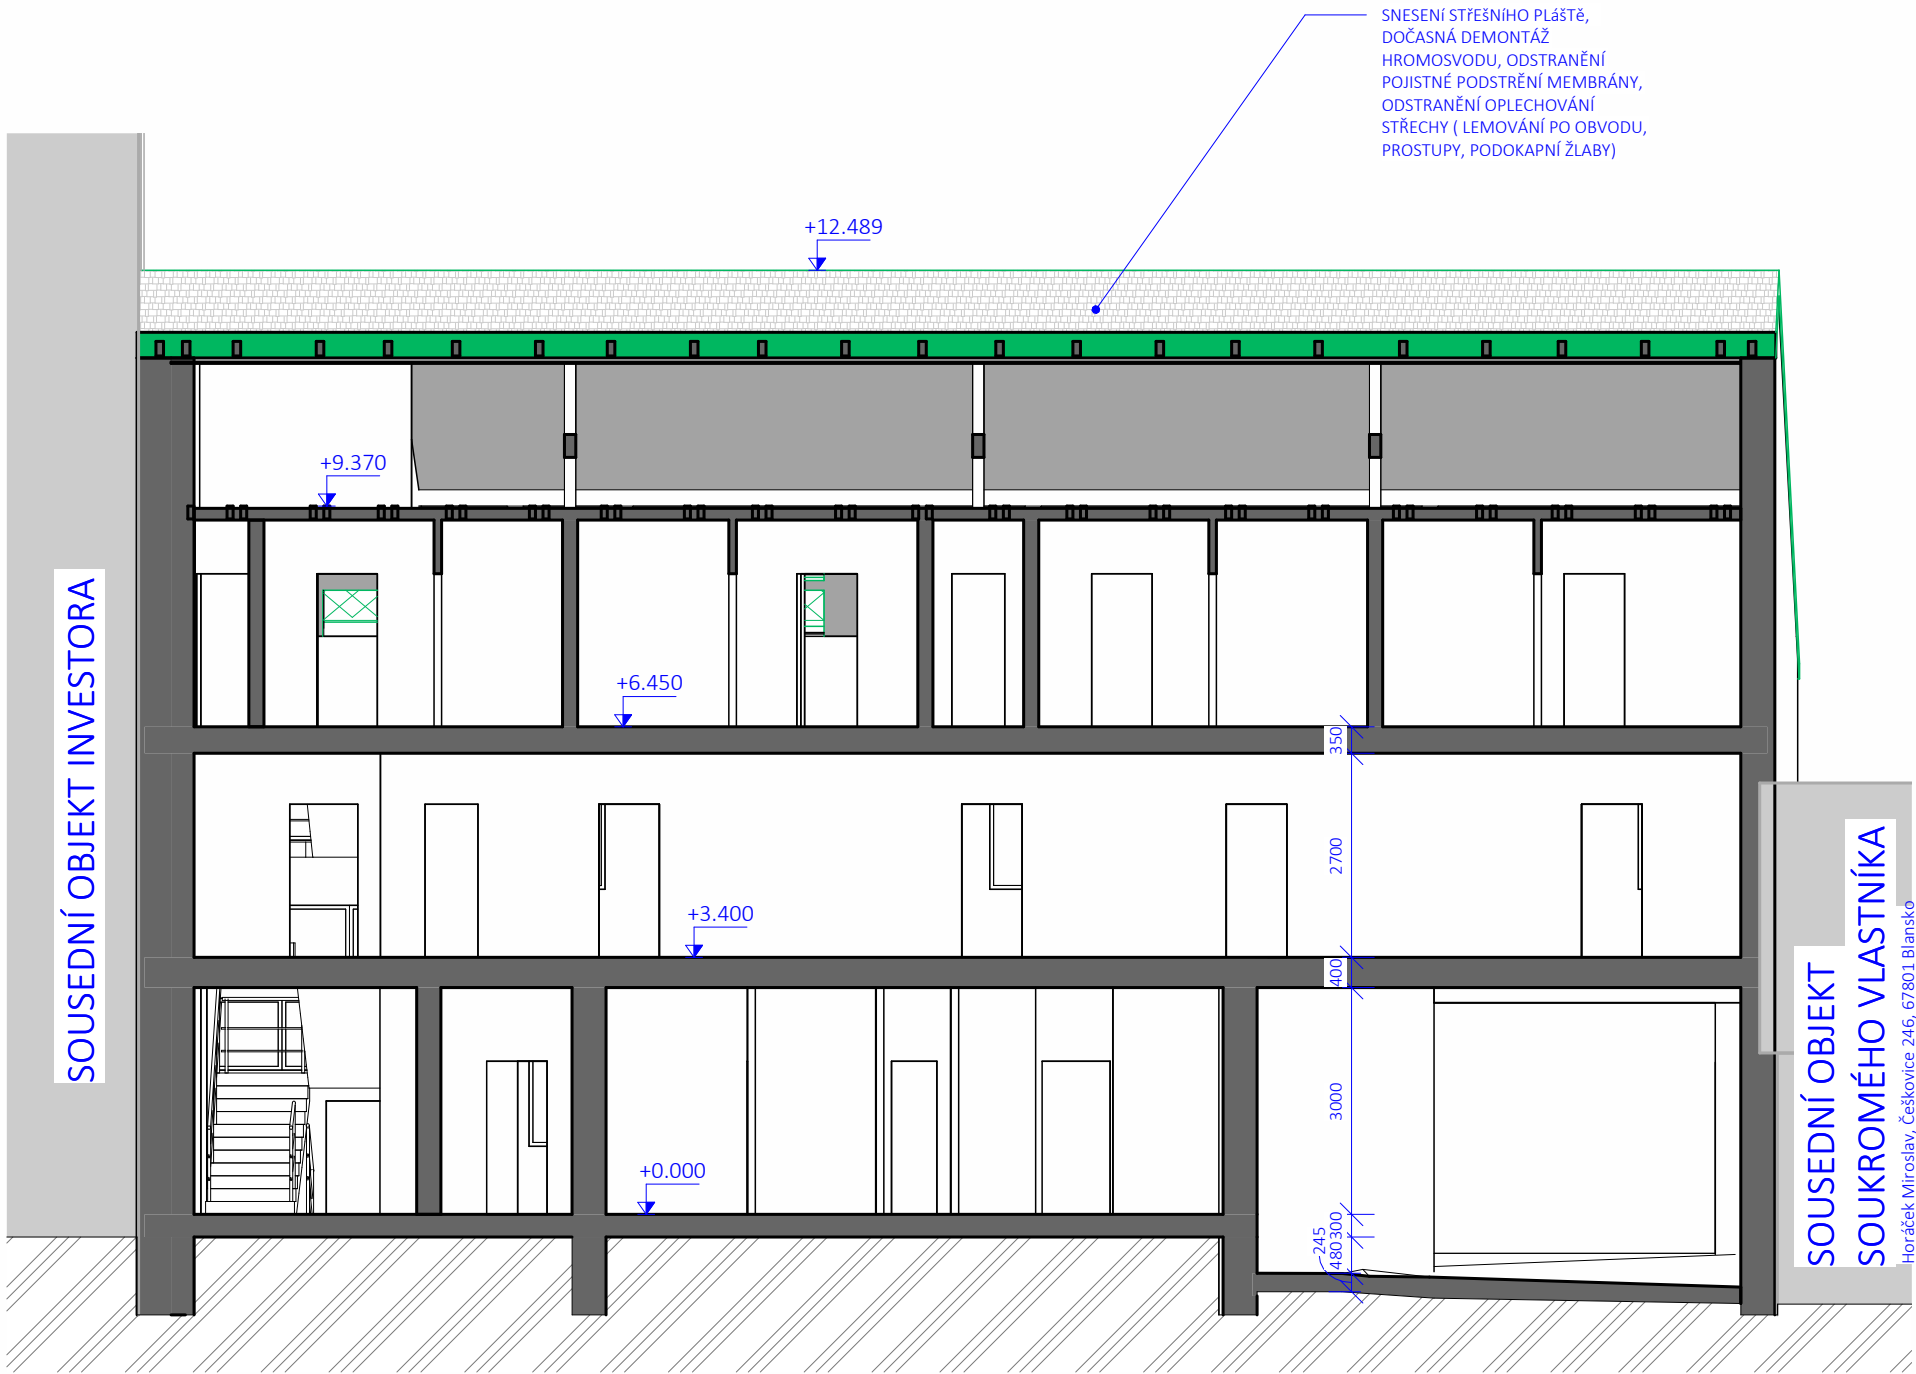 SNESENÍ STřEšNíHO PLášTě,
DOČASNÁ DEMONTÁŽ
HROMOSVODU, ODSTRANĚNÍ
POJISTNÉ PODSTRĚNÍ MEMBRÁNY,
ODSTRANĚNÍ OPLECHOVÁNÍ
STŘECHY ( LEMOVÁNÍ PO OBVODU,
PROSTUPY, PODOKAPNÍ ŽLABY)
+12.489
+9.370
+6.450
350
2700
+3.400
400
3000
+0.000
300
480
245
SOUSEDNÍ OBJEKT INVESTORA
SOUSEDNÍ OBJEKT
SOUKROMÉHO VLASTNÍKA
Horáček Miroslav, Češkovice 246, 67801 Blansko